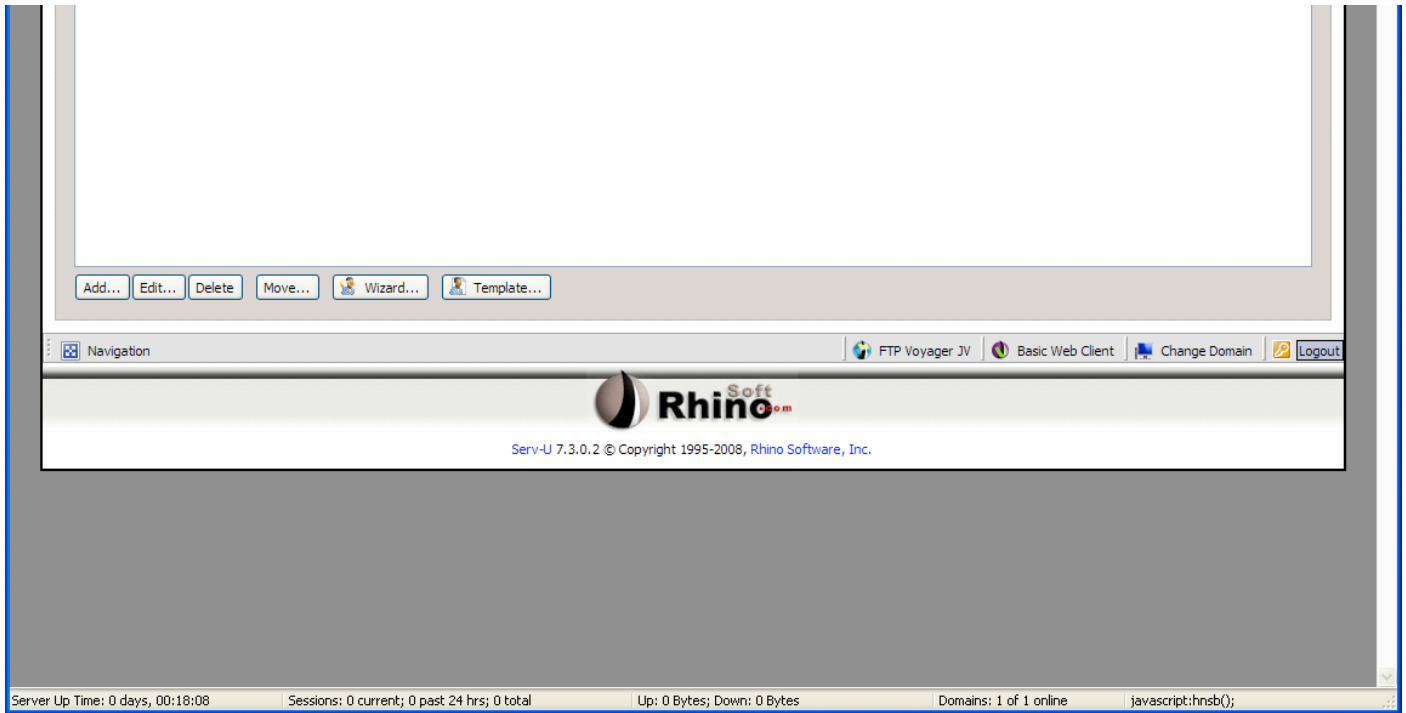 Add... Edit... Delete Move... Wizard... Template...
Navigation FTP Voyager JV Basic Web Client Change Domain Logout
RhinoSoft.com
Serv-U 7.3.0.2 © Copyright 1995-2008, Rhino Software, Inc.
Server Up Time: 0 days, 00:18:08 Sessions: 0 current; 0 past 24 hrs; 0 total Up: 0 Bytes; Down: 0 Bytes Domains: 1 of 1 online javascript:hnsb();